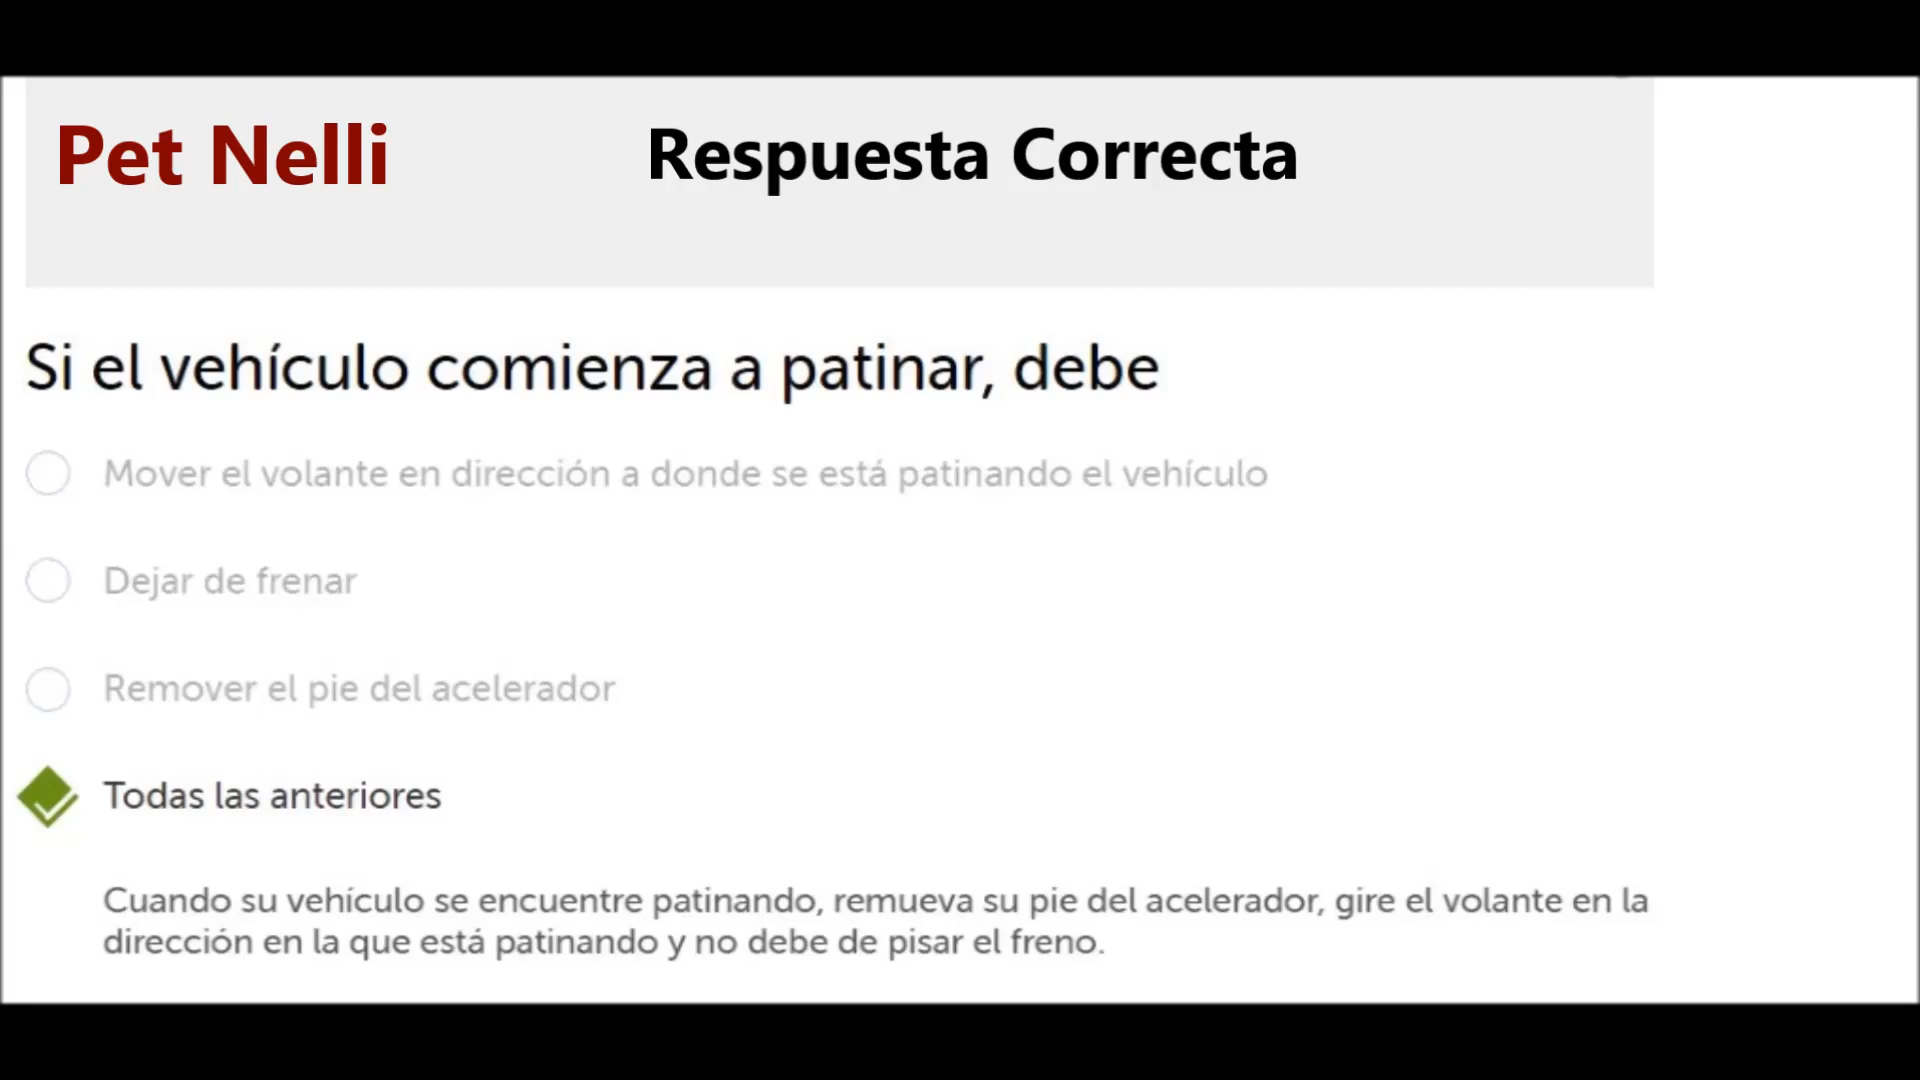 Pet Nelli
Respuesta Correcta
Si el vehículo comienza a patinar, debe
Mover el volante en dirección a donde se está patinando el vehículo
Dejar de frenar
Remover el pie del acelerador
Todas las anteriores
Cuando su vehículo se encuentre patinando, remueva su pie del acelerador, gire el volante en la
dirección en la que está patinando y no debe de pisar el freno.